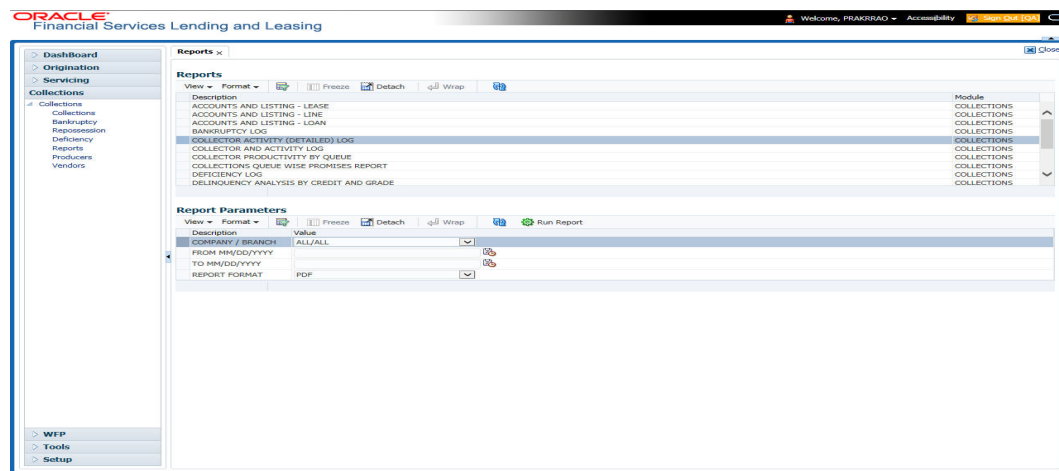 ORACLE
Financial Services Lending and Leasing
Welcome, PRAKRRAO Accessibility Sign Out [QA]
Close
DashBoard
Origination
Servicing
Collections
Collections
Collections
Bankruptcy
Repossession
Deficiency
Reports
Producers
Vendors
WFP
Tools
Setup
Reports ×
Reports
View Format Freeze Detach Wrap
Description Module
ACCOUNTS AND LISTING - LEASE COLLECTIONS
ACCOUNTS AND LISTING - LINE COLLECTIONS
ACCOUNTS AND LISTING - LOAN COLLECTIONS
BANKRUPTCY LOG COLLECTIONS
COLLECTOR ACTIVITY (DETAILED) LOG COLLECTIONS
COLLECTOR AND ACTIVITY LOG COLLECTIONS
COLLECTOR PRODUCTIVITY BY QUEUE COLLECTIONS
COLLECTIONS QUEUE WISE PROMISES REPORT COLLECTIONS
DEFICIENCY LOG COLLECTIONS
DELINQUENCY ANALYSIS BY CREDIT AND GRADE COLLECTIONS
Report Parameters
View Format Freeze Detach Wrap Run Report
Description Value
COMPANY / BRANCH ALL/ALL
FROM MM/DD/YYYY
TO MM/DD/YYYY
REPORT FORMAT PDF